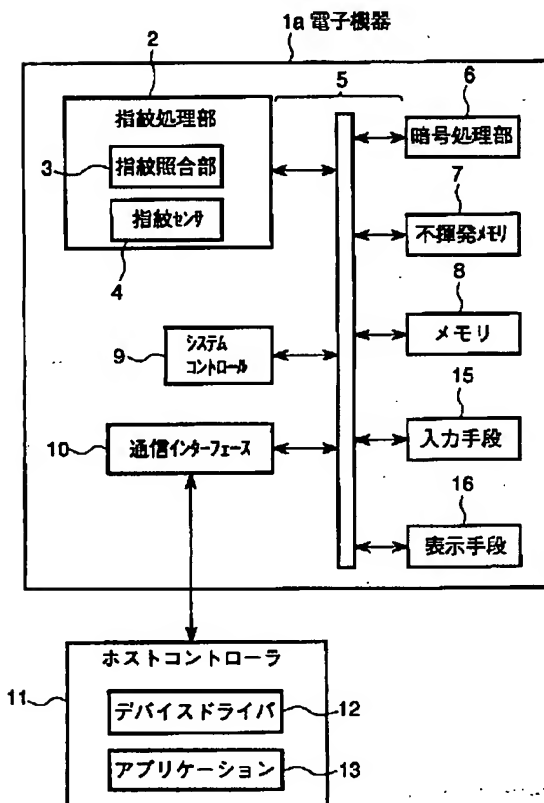 1a 電子機器
2
5
6
指紋処理部
暗号処理部
3
指紋照合部
7
指紋センサ
不揮発メモリ
4
8
メモリ
9
システム
コントロール
15
入力手段
10
通信インターフェース
16
表示手段
ホストコントローラ
11
デバイスドライバ
12
アプリケーション
13